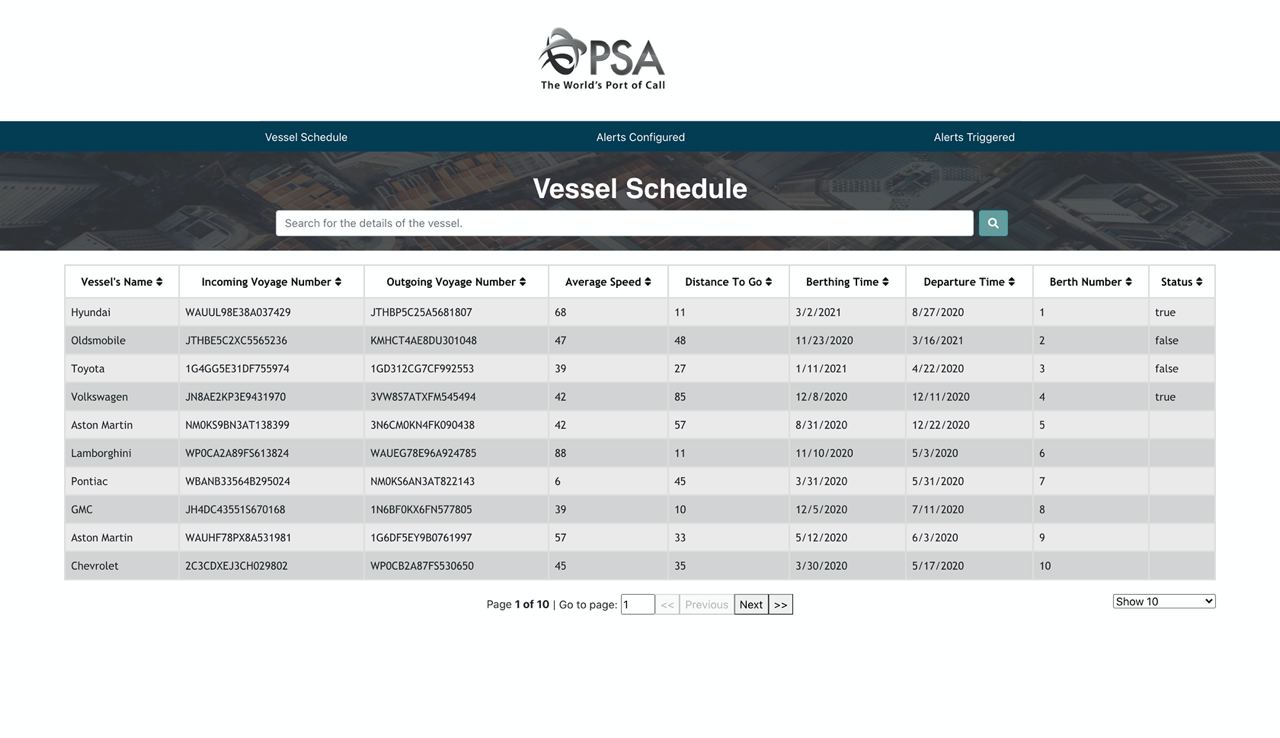 PSA
The World's Port of Call
Vessel Schedule Alerts Configured Alerts Triggered
Vessel Schedule
Search for the details of the vessel.
Vessel's Name Incoming Voyage Number Outgoing Voyage Number Average Speed Distance To Go Berthing Time Departure Time Berth Number Status
Hyundai WAUUL98E38A037429 JTHBP5C25A5681807 68 11 3/2/2021 8/27/2020 1 true
Oldsmobile JTHBE5C2XC5565236 KMHCT4AE8DU301048 47 48 11/23/2020 3/16/2021 2 false
Toyota 1G4GG5E31DF755974 1GD312CG7CF992553 39 27 1/11/2021 4/22/2020 3 false
Volkswagen JN8AE2KP3E9431970 3VW8S7ATXFM545494 42 85 12/8/2020 12/11/2020 4 true
Aston Martin NM0KS9BN3AT138399 3N6CM0KN4FK090438 42 57 8/31/2020 12/22/2020 5
Lamborghini WP0CA2A89FS613824 WAUEG78E96A924785 88 11 11/10/2020 5/3/2020 6
Pontiac WBANB33564B295024 NM0KS6AN3AT822143 6 45 3/31/2020 5/31/2020 7
GMC JH4DC43551S670168 1N6BF0KX6FN577805 39 10 12/5/2020 7/11/2020 8
Aston Martin WAUHF78PX8A531981 1G6DF5EY9B0761997 57 33 5/12/2020 6/3/2020 9
Chevrolet 2C3CDXEJ3CH029802 WP0CB2A87FS530650 45 35 3/30/2020 5/17/2020 10
Page 1 of 10 | Go to page: 1 << Previous Next >> Show 10